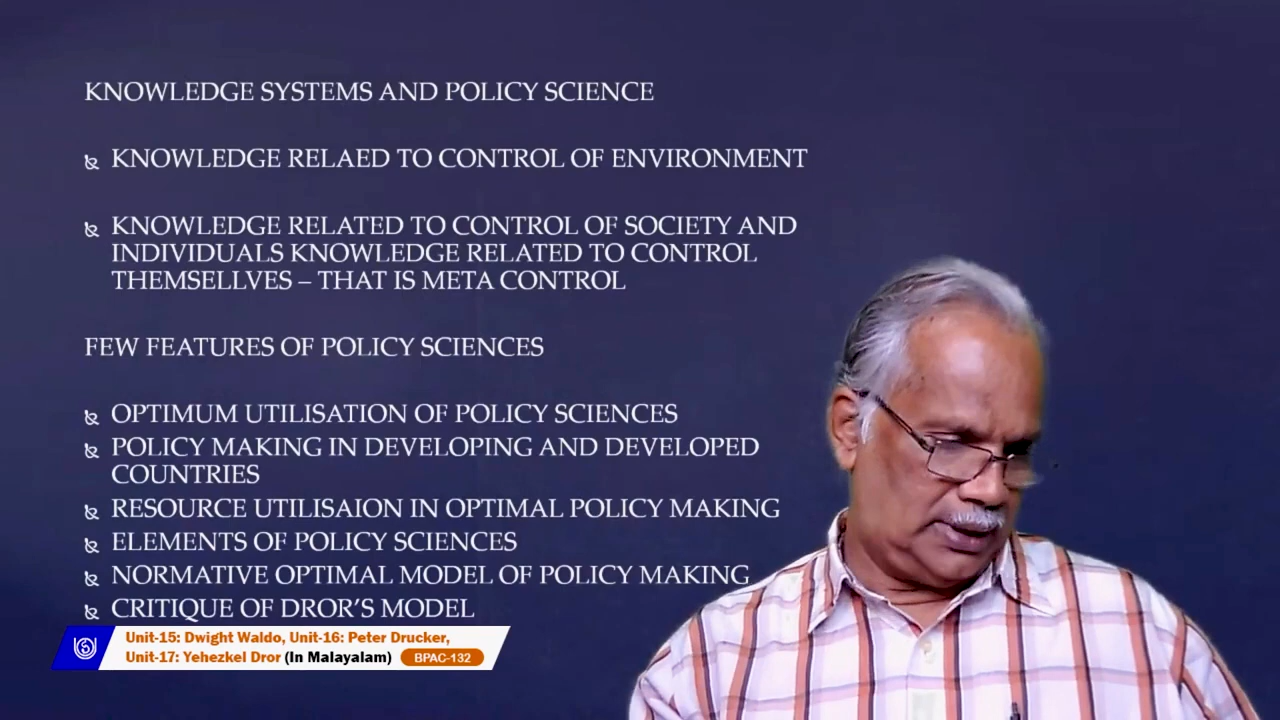 KNOWLEDGE SYSTEMS AND POLICY SCIENCE
KNOWLEDGE RELAED TO CONTROL OF ENVIRONMENT
KNOWLEDGE RELATED TO CONTROL OF SOCIETY AND
INDIVIDUALS KNOWLEDGE RELATED TO CONTROL
THEMSELLVES – THAT IS META CONTROL
FEW FEATURES OF POLICY SCIENCES
OPTIMUM UTILISATION OF POLICY SCIENCES
POLICY MAKING IN DEVELOPING AND DEVELOPED
COUNTRIES
RESOURCE UTILISAION IN OPTIMAL POLICY MAKING
ELEMENTS OF POLICY SCIENCES
NORMATIVE OPTIMAL MODEL OF POLICY MAKING
CRITIQUE OF DROR'S MODEL
Unit-15: Dwight Waldo, Unit-16: Peter Drucker,
Unit-17: Yehezkel Dror (In Malayalam) BPAC-132